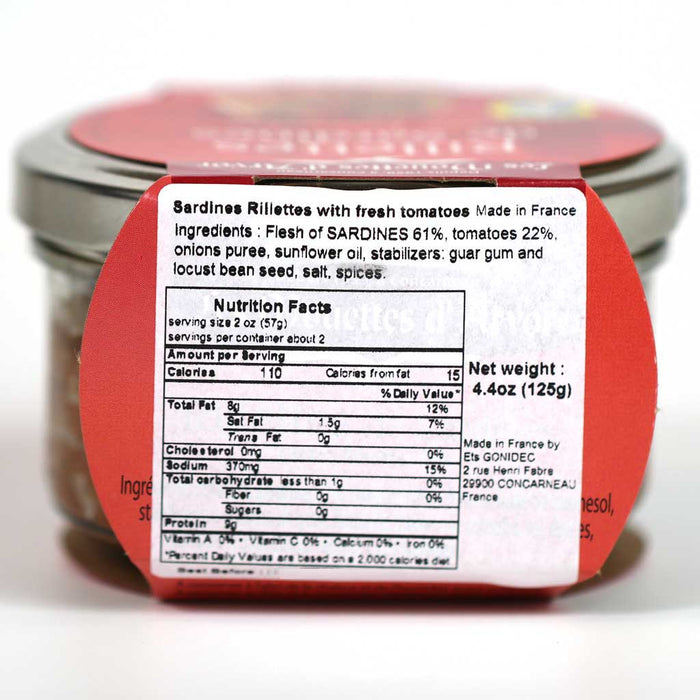 Rillettes
Les Mouettes d'Arvor
Sardines Rillettes with fresh tomatoes Made in France
Ingredients : Flesh of SARDINES 61%, tomatoes 22%,
onions puree, sunflower oil, stabilizers: guar gum and
locust bean seed, salt, spices.
Nutrition Facts
serving size 2 oz (57g)
servings per container about 2
Amount per Serving
Calories 110 Calories from fat 15
% Daily Value*
Total Fat 8g 12%
Sat Fat 1.5g 7%
Trans Fat 0g
Cholesterol 0mg 0%
Sodium 370mg 15%
Total carbohydrate less than 1g 0%
Fiber 0g 0%
Sugars 0g
Protein 9g
Vitamin A 0% • Vitamin C 0% • Calcium 0% • Iron 0%
*Percent Daily Values are based on a 2.000 calories diet
Best Before
Net weight :
4.4oz (125g)
Made in France by
Ets GONIDEC
2 rue Henri Fabre
29900 CONCARNEAU
France